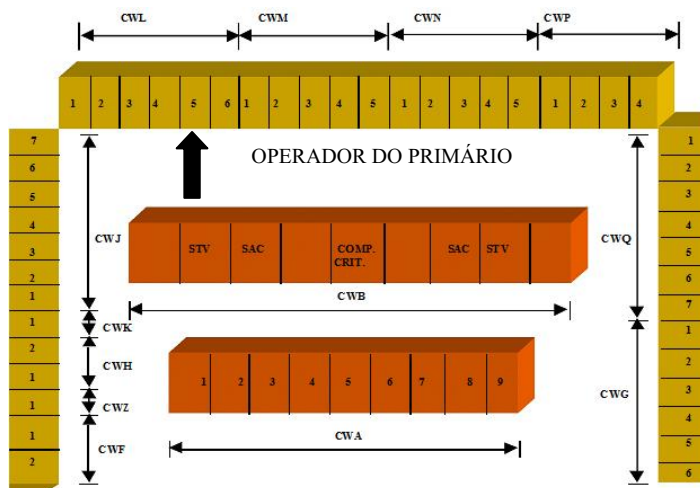 CWL CWM CWN CWP
1 2 3 4 5 6 1 2 3 4 5 1 2 3 4 5 1 2 3 4
OPERADOR DO PRIMÁRIO
7
6
5
4
3
2
1
1
2
1
1
1
2
CWJ
CWK
CWH
CWZ
CWF
STV SAC COMP. SAC STV
CRIT.
CWB
1 2 3 4 5 6 7 8 9
CWA
CWQ
CWG
1
2
3
4
5
6
7
1
2
3
4
5
6